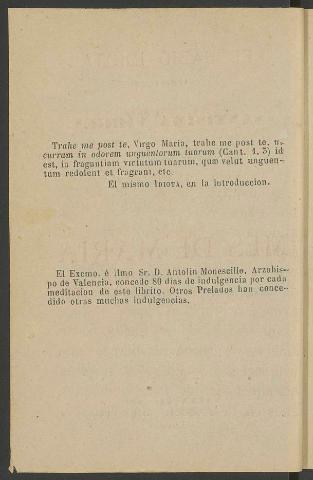 Trahe me post te, Virgo Maria, trahe me post te, ut
curram in odorem unguentorum tuorum (Cant. 1, 3) id
est, in fragantiam virtutum tuarum, quæ velut unguen-
tum redolent et fragrant, etc.
El mismo IDIOTA, en la introduccion.
El Excmo. é Ilmo Sr. D. Antolin Monescillo, Arzobis-
po de Valencia, concede 80 dias de indulgencia por cada
meditacion de este librito. Otros Prelados han conce-
dido otras muchas indulgencias.